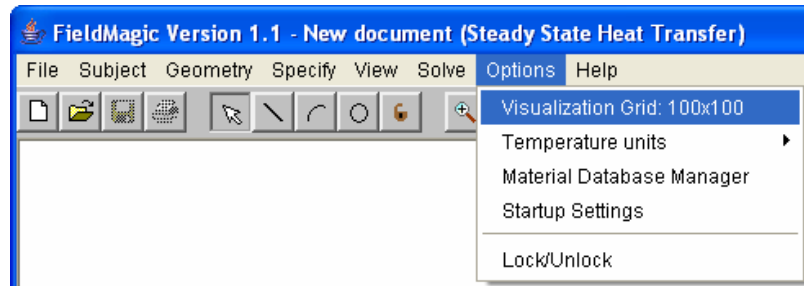 FieldMagic Version 1.1 - New document (Steady State Heat Transfer)
File Subject Geometry Specify View Solve Options Help
Visualization Grid: 100x100
Temperature units
Material Database Manager
Startup Settings
Lock/Unlock